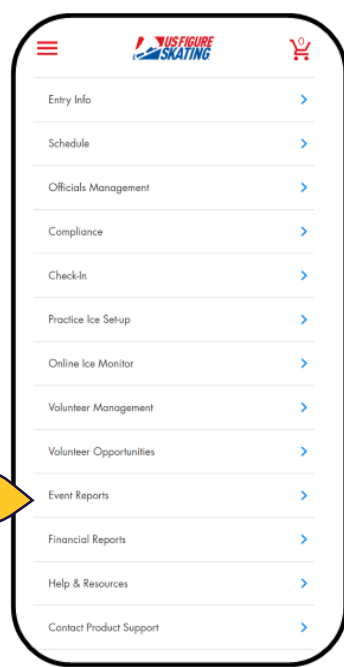 US FIGURE
SKATING
0
Entry Info
Schedule
Officials Management
Compliance
Check-In
Practice Ice Set-up
Online Ice Monitor
Volunteer Management
Volunteer Opportunities
Event Reports
Financial Reports
Help & Resources
Contact Product Support